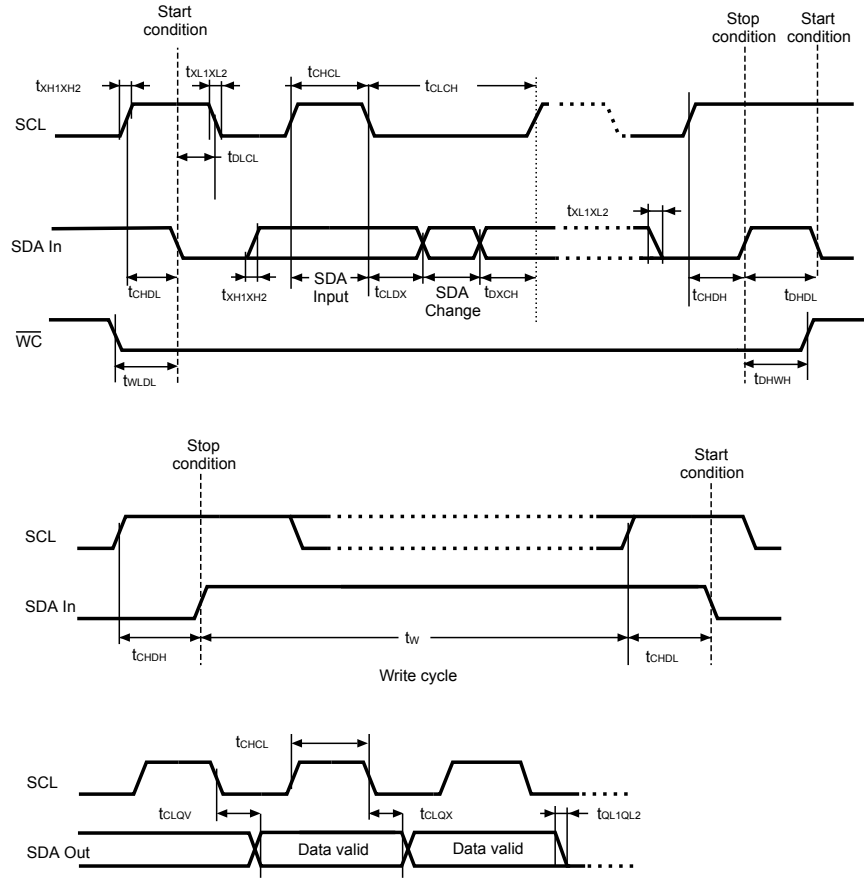 Start
condition
Stop
condition
Start
condition
tXH1XH2
tXL1XL2
tCHCL
tCLCH
SCL
tDLCL
tXL1XL2
SDA In
tCHDL
tXH1XH2
SDA
Input
tCLDX
SDA
Change
tDXCH
tCHDH
tDHDL
WC
tWLDL
tDHWH
Stop
condition
Start
condition
SCL
SDA In
tCHDH
tW
tCHDL
Write cycle
tCHCL
SCL
tCLQV
tCLQX
tQL1QL2
SDA Out
Data valid
Data valid